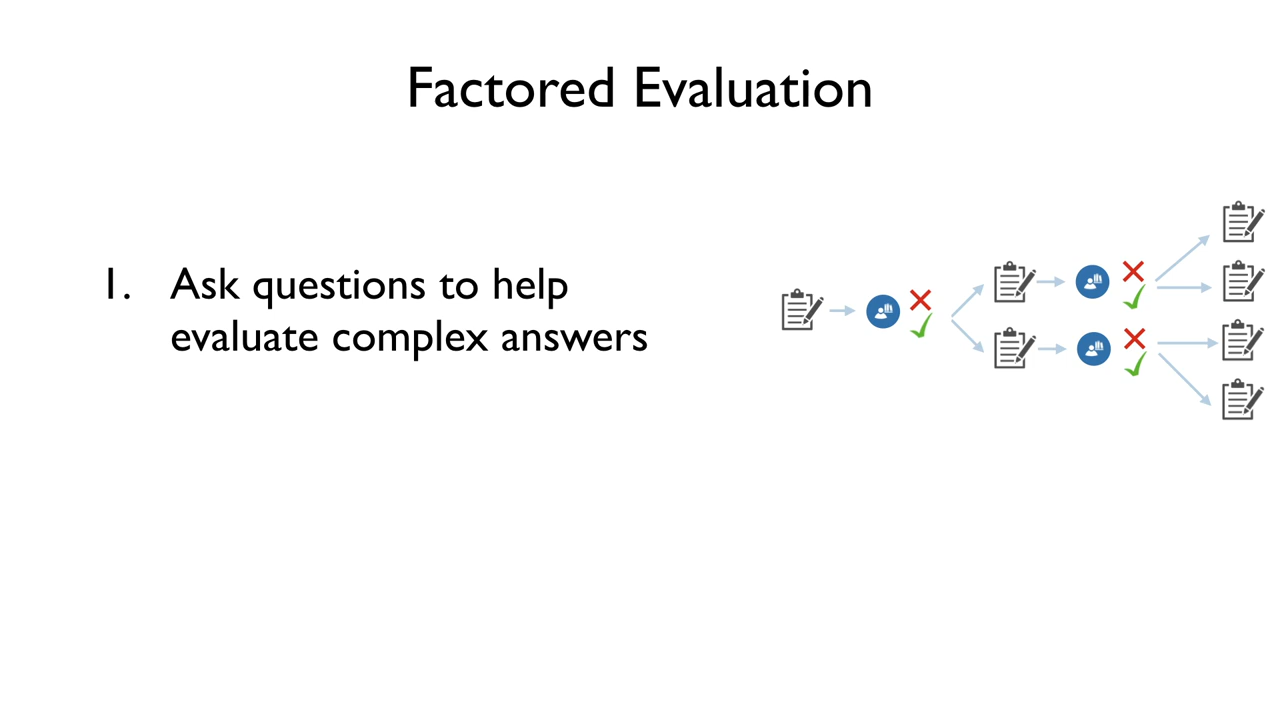 Factored Evaluation
1. Ask questions to help
evaluate complex answers